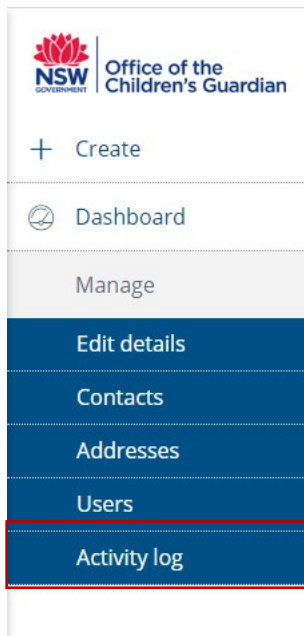 NSW
GOVERNMENT
Office of the
Children's Guardian
Create
Dashboard
Manage
Edit details
Contacts
Addresses
Users
Activity log